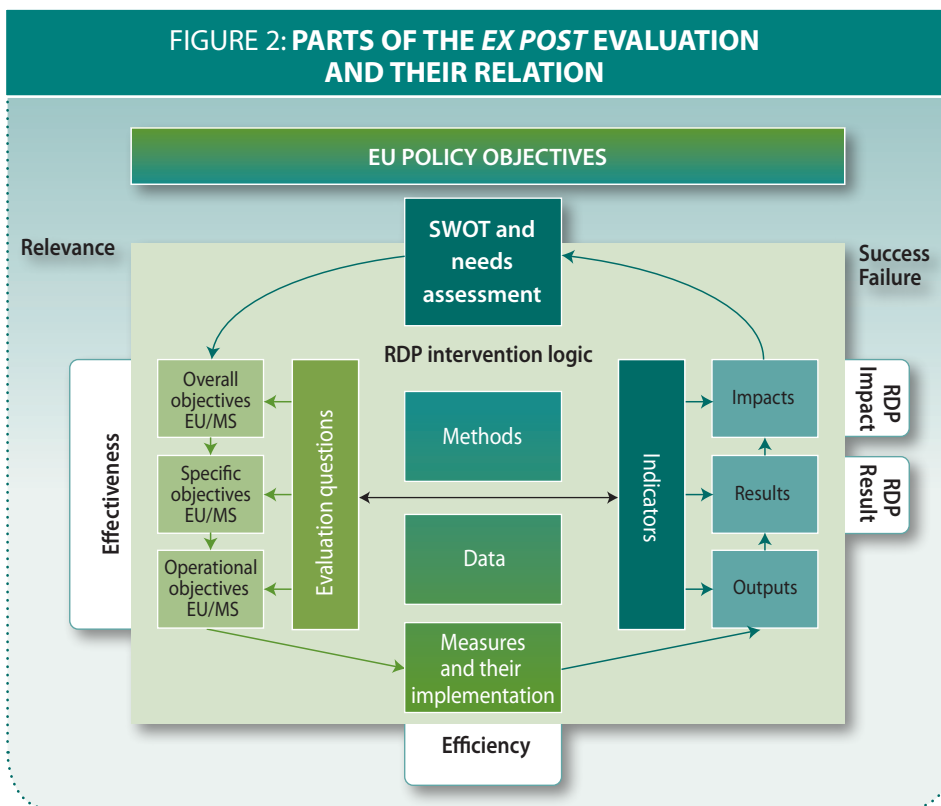 FIGURE 2: PARTS OF THE EX POST EVALUATION
AND THEIR RELATION
EU POLICY OBJECTIVES
Relevance
SWOT and
needs
assessment
Success
Failure
RDP intervention logic
Effectiveness
Overall
objectives
EU/MS
Specific
objectives
EU/MS
Operational
objectives
EU/MS
Evaluation questions
Methods
Data
Measures
and their
implementation
Indicators
Impacts
Results
Outputs
RDP
Impact
RDP
Result
Efficiency